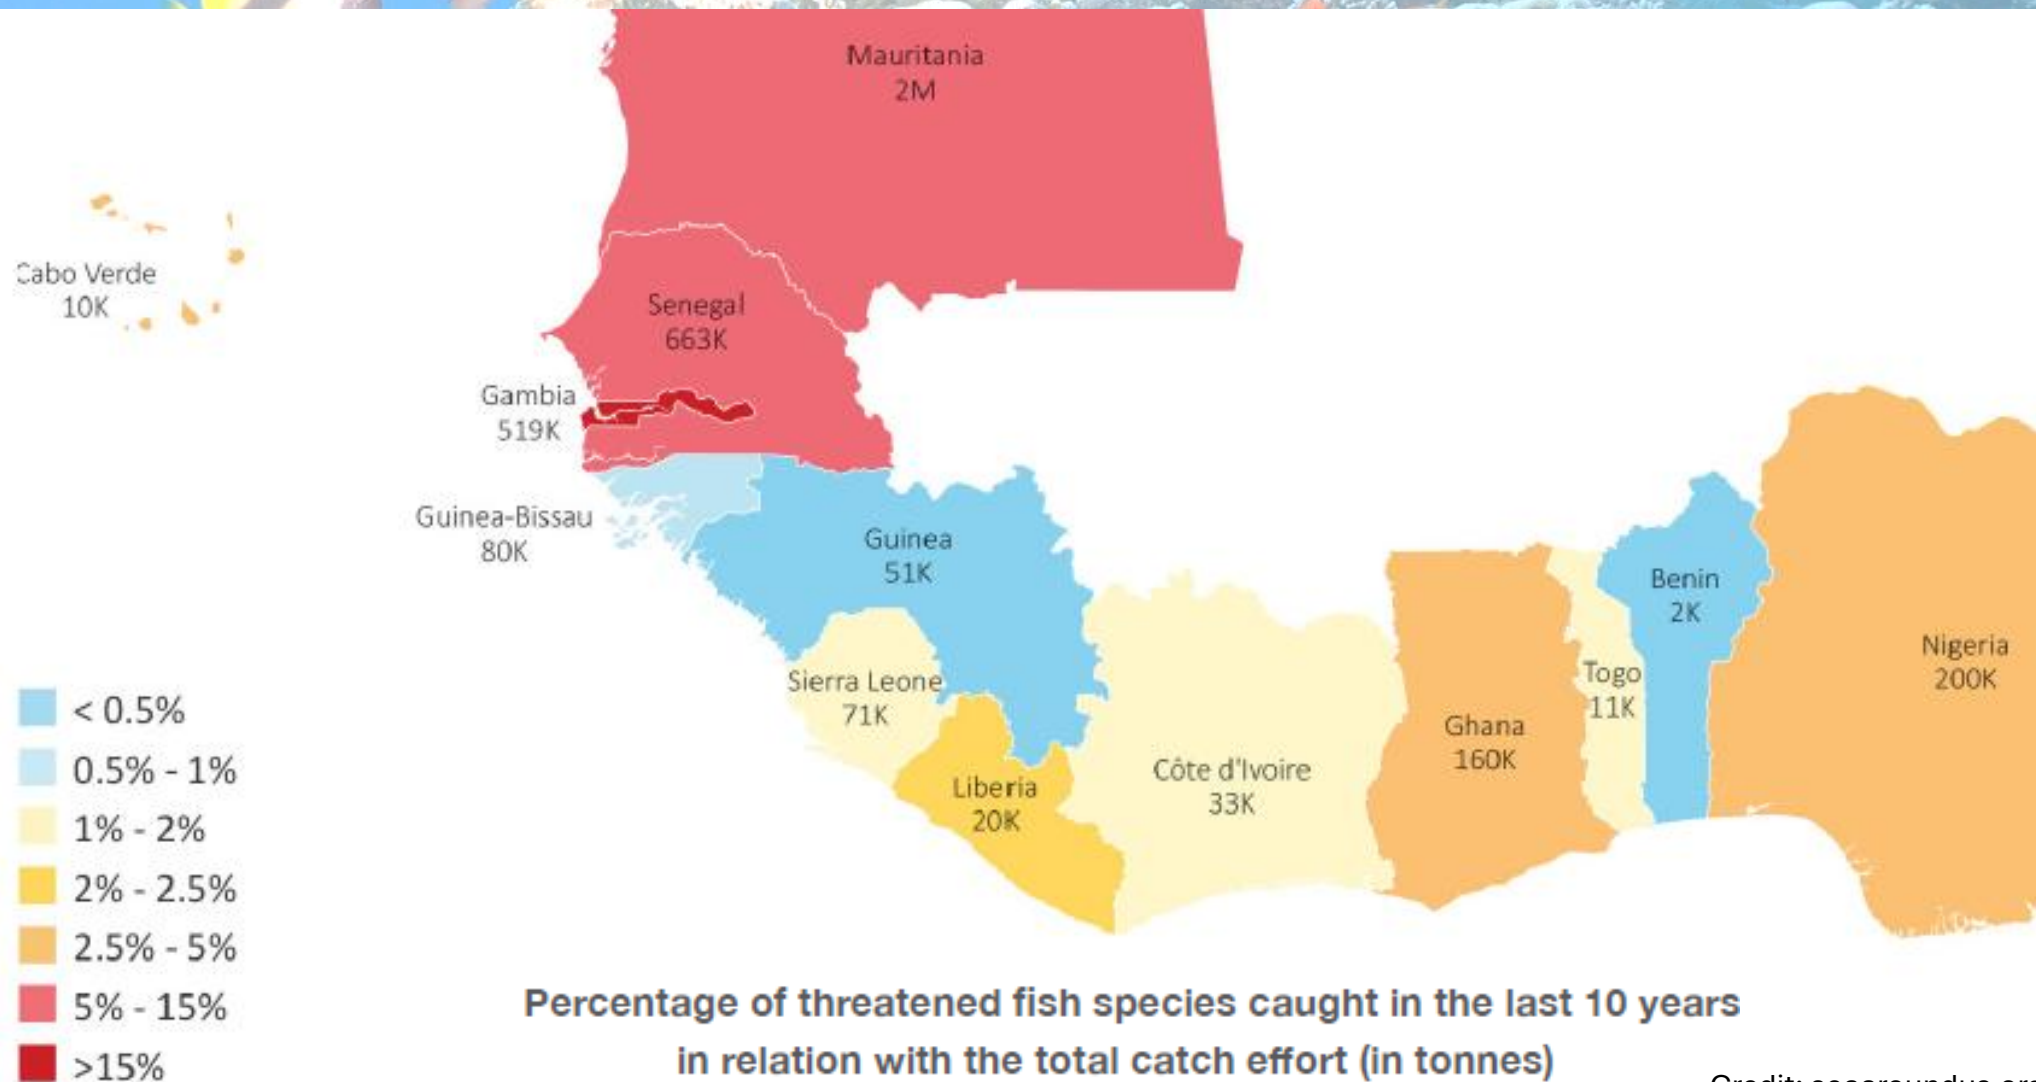 Mauritania
2M
Cabo Verde
10K
Senegal
663K
Gambia
519K
Guinea-Bissau
80K
Guinea
51K
Benin
2K
Nigeria
200K
Sierra Leone
71K
Togo
11K
Ghana
160K
Liberia
20K
Côte d'Ivoire
33K
< 0.5%
0.5% - 1%
1% - 2%
2% - 2.5%
2.5% - 5%
5% - 15%
>15%
Percentage of threatened fish species caught in the last 10 years
in relation with the total catch effort (in tonnes)
Credit: